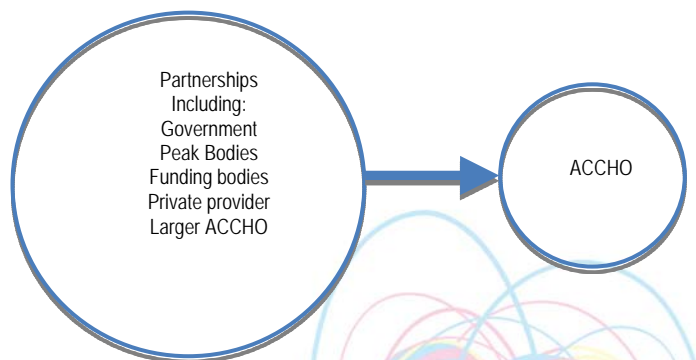 Partnerships
Including:
Government
Peak Bodies
Funding bodies
Private provider
Larger ACCHO
ACCHO